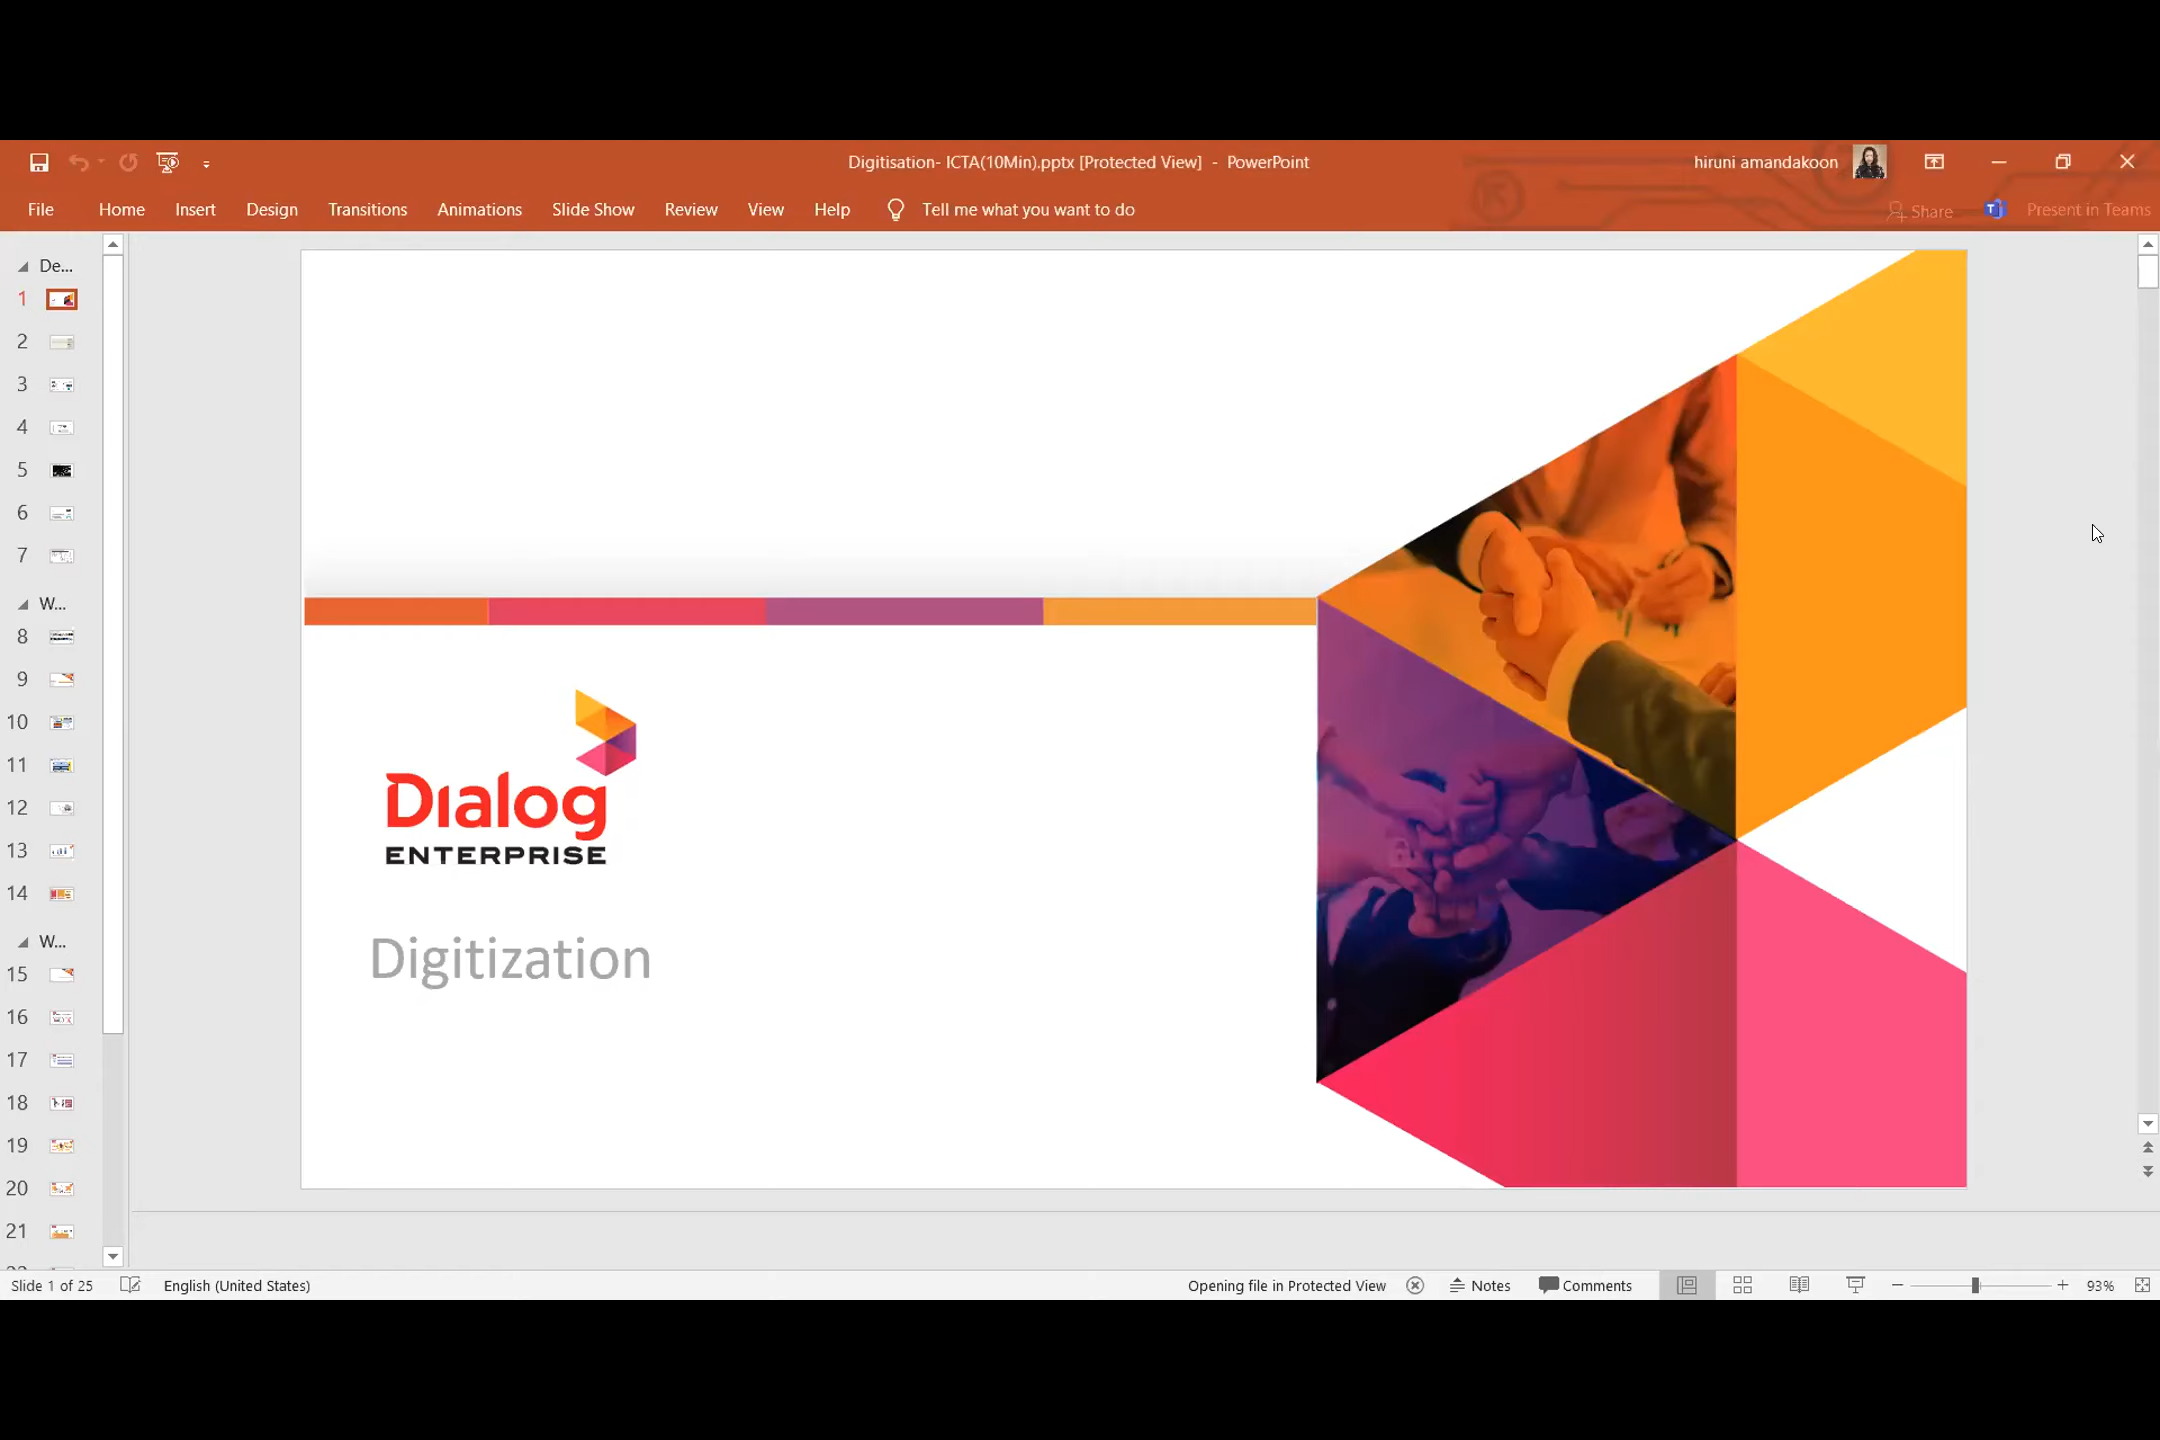 Digitisation- ICTA(10Min).pptx [Protected View] - PowerPoint
hiruni amandakoon
File Home Insert Design Transitions Animations Slide Show Review View Help Tell me what you want to do
Share Present in Teams
De...
1
2
3
4
5
6
7
W...
8
9
10
11
12
13
14
W...
15
16
17
18
19
20
21
Dialog
ENTERPRISE
Digitization
Slide 1 of 25 English (United States) Opening file in Protected View Notes Comments 93%